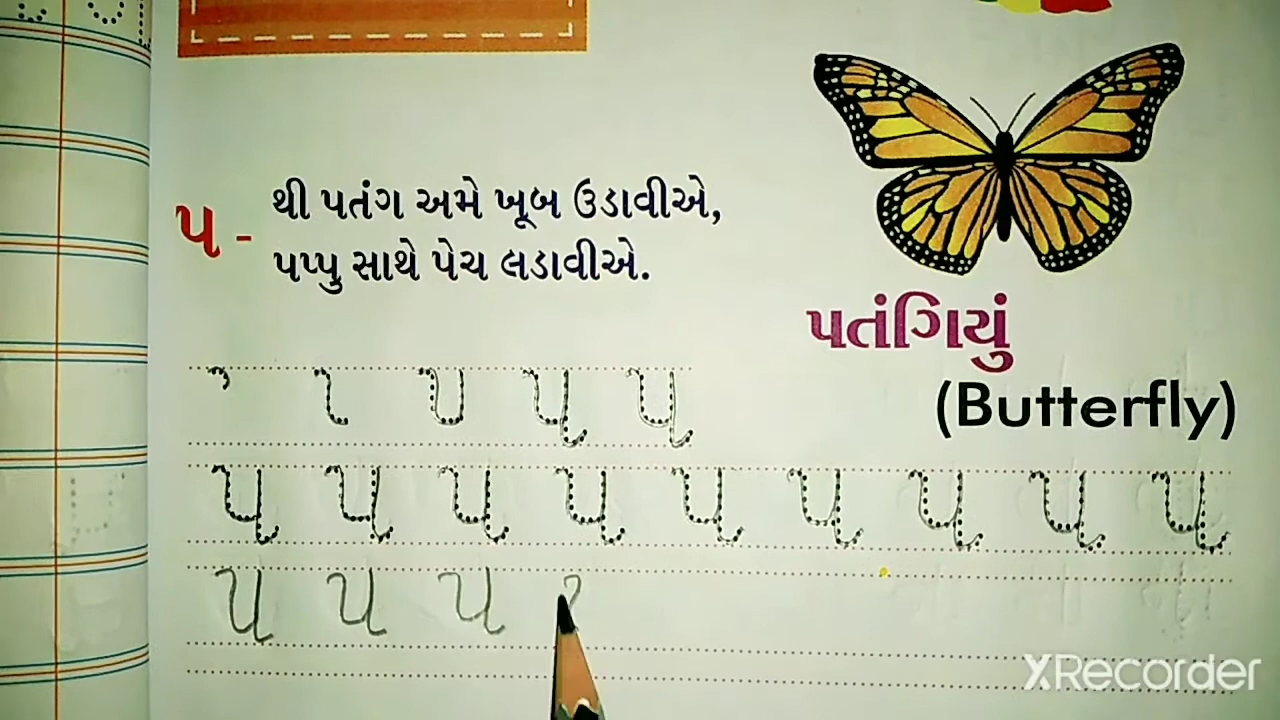 પ - થી પતંગ અમે ખૂબ ઉડાવીએ,
પપ્પુ સાથે પેચ લડાવીએ.
પતંગિયું
(Butterfly)
પ પ
પ પ પ પ પ પ પ પ પ
પ પ પ
XRecorder